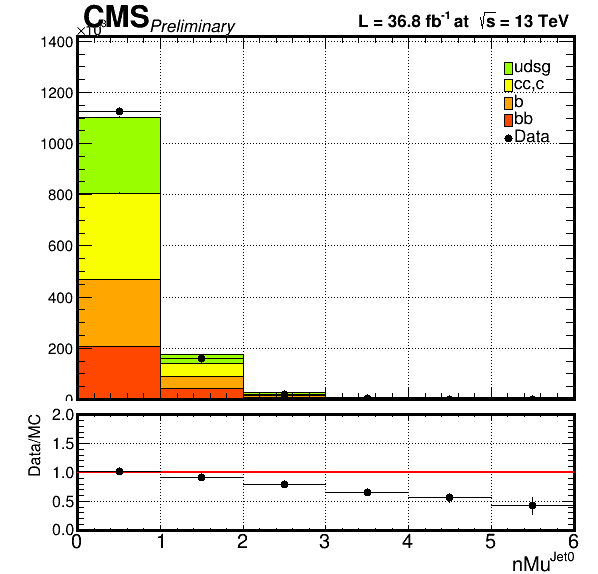 CMS Preliminary L = 36.8 fb⁻¹ at √s = 13 TeV
×10³
1400
1200
1000
800
600
400
200
0
udsg
cc,c
b
bb
Data
Data/MC
2.0
1.5
1.0
0.5
0.0
0 1 2 3 4 5 6
nMu^Jet0